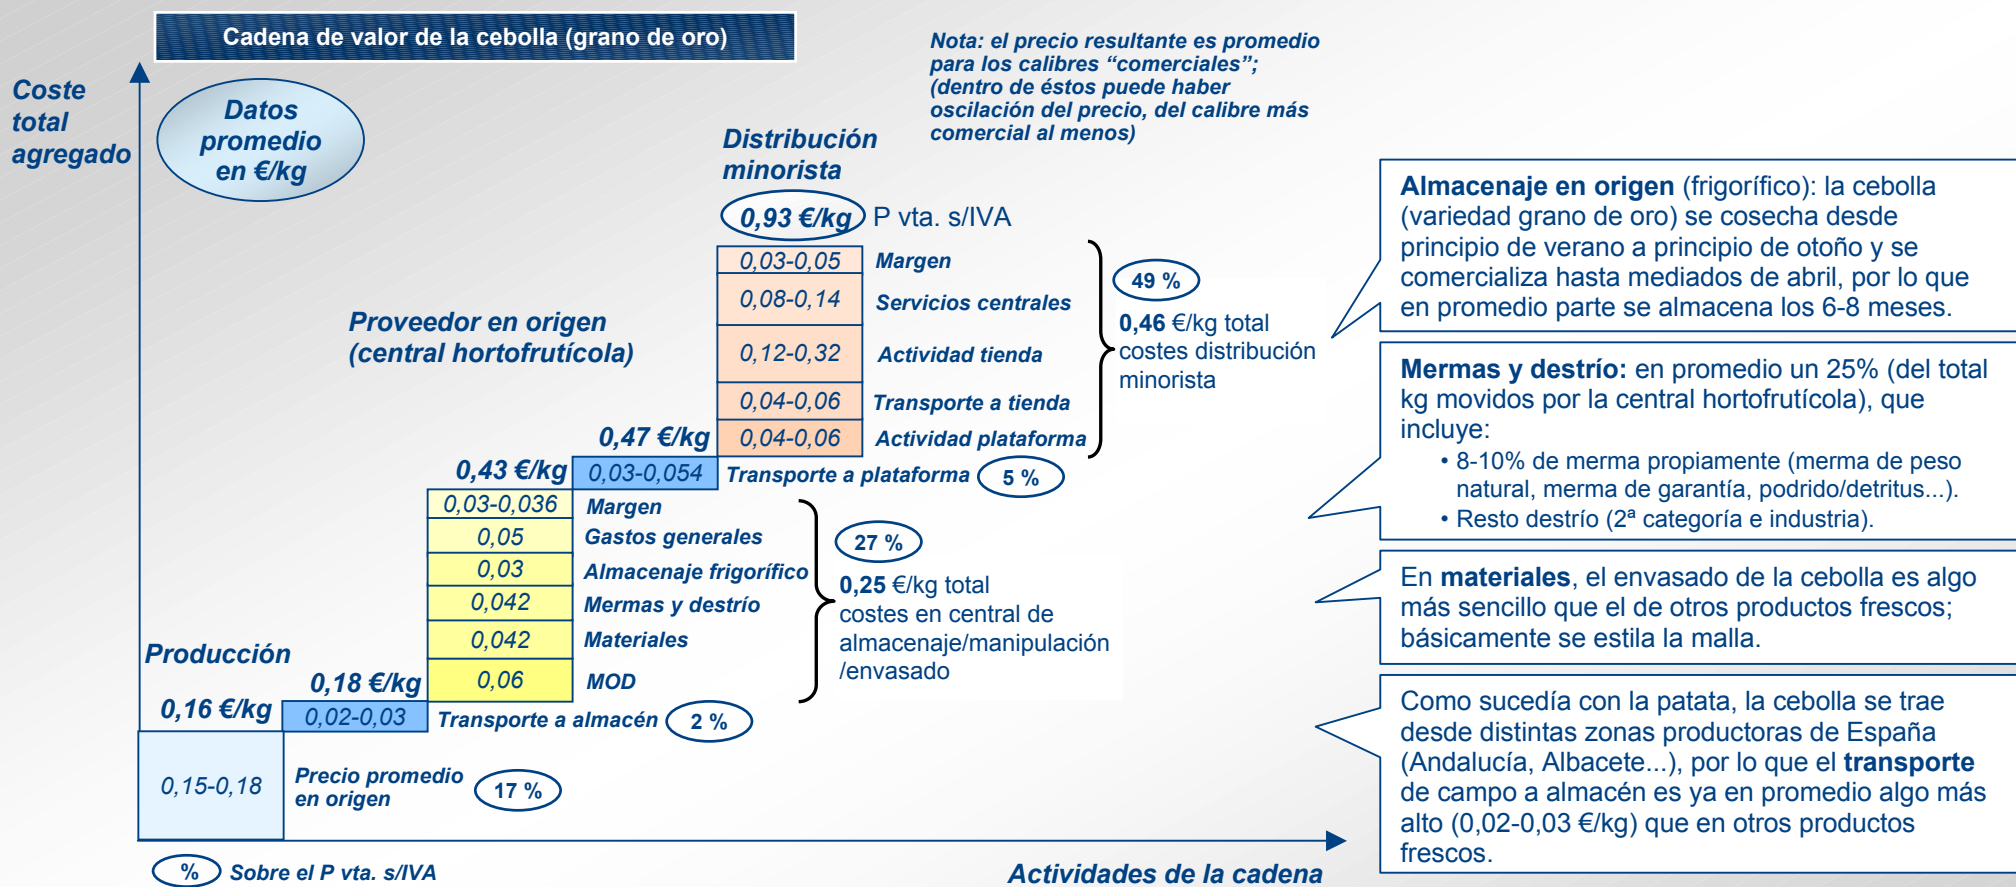 Cadena de valor de la cebolla (grano de oro)
Coste
total
agregado
Datos
promedio
en €/kg
Nota: el precio resultante es promedio
para los calibres “comerciales”;
(dentro de éstos puede haber
oscilación del precio, del calibre más
comercial al menos)
Distribución
minorista
0,93 €/kg P vta. s/IVA
0,03-0,05 Margen
0,08-0,14 Servicios centrales
0,12-0,32 Actividad tienda
0,04-0,06 Transporte a tienda
0,04-0,06 Actividad plataforma
49 %
0,46 €/kg total
costes distribución
minorista
Proveedor en origen
(central hortofrutícola)
0,47 €/kg
0,03-0,054 Transporte a plataforma 5 %
0,43 €/kg
0,03-0,036 Margen
0,05 Gastos generales
0,03 Almacenaje frigorífico
0,042 Mermas y destrío
0,042 Materiales
0,06 MOD
27 %
0,25 €/kg total
costes en central de
almacenaje/manipulación
/envasado
Producción
0,18 €/kg
0,02-0,03 Transporte a almacén 2 %
0,16 €/kg
0,15-0,18
Precio promedio
en origen
17 %
% Sobre el P vta. s/IVA
Actividades de la cadena
Almacenaje en origen (frigorífico): la cebolla
(variedad grano de oro) se cosecha desde
principio de verano a principio de otoño y se
comercializa hasta mediados de abril, por lo que
en promedio parte se almacena los 6-8 meses.
Mermas y destrío: en promedio un 25% (del total
kg movidos por la central hortofrutícola), que
incluye:
• 8-10% de merma propiamente (merma de peso
natural, merma de garantía, podrido/detritus...).
• Resto destrío (2ª categoría e industria).
En materiales, el envasado de la cebolla es algo
más sencillo que el de otros productos frescos;
básicamente se estila la malla.
Como sucedía con la patata, la cebolla se trae
desde distintas zonas productoras de España
(Andalucía, Albacete...), por lo que el transporte
de campo a almacén es ya en promedio algo más
alto (0,02-0,03 €/kg) que en otros productos
frescos.